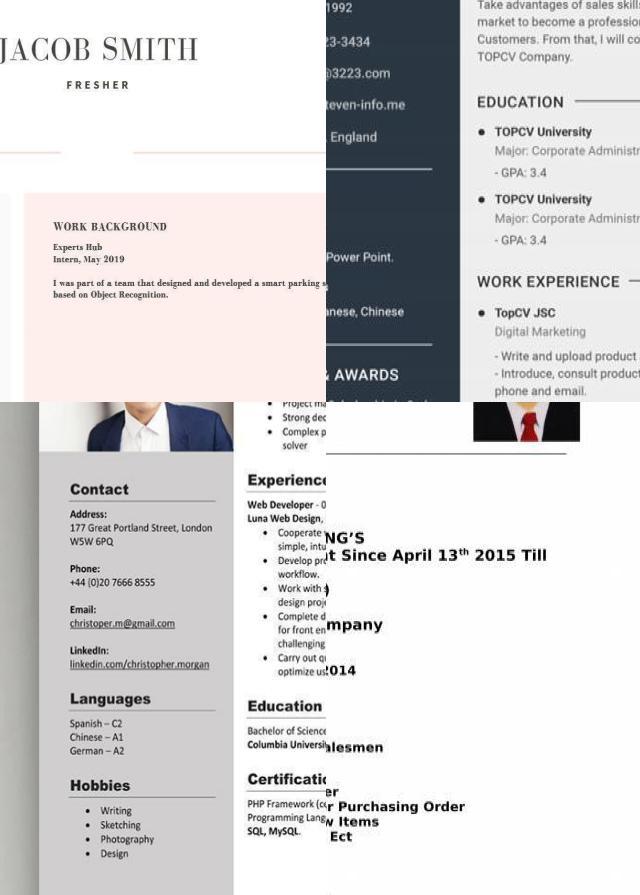 JACOB SMITH
FRESHER
WORK BACKGROUND
Experts Hub
Intern, May 2019
I was part of a team that designed and developed a smart parking
based on Object Recognition.
1992
23-3434
@3223.com
teven-info.me
, England
Power Point.
anese, Chinese
& AWARDS
Take advantages of sales skills
market to become a profession
Customers. From that, I will co
TOPCV Company.
EDUCATION
TOPCV University
Major: Corporate Administr
- GPA: 3.4
TOPCV University
Major: Corporate Administr
- GPA: 3.4
WORK EXPERIENCE
TopCV JSC
Digital Marketing
- Write and upload product
- Introduce, consult product
phone and email.
Contact
Address:
177 Great Portland Street, London
W5W 6PQ
Phone:
+44 (0)20 7666 8555
Email:
christoper.m@gmail.com
LinkedIn:
linkedin.com/christopher.morgan
Languages
Spanish – C2
Chinese – A1
German – A2
Hobbies
Writing
Sketching
Photography
Design
Project ma
Strong dec
Complex p
solver
Experience
Web Developer - 0
Luna Web Design,
Cooperate
simple, intu
Develop pro
workflow.
Work with
design proje
Complete d
for front en
challenging
Carry out qu
optimize us
Education
Bachelor of Science
Columbia Universi
Certificatio
PHP Framework (ce
Programming Lang
SQL, MySQL.
NG'S
t Since April 13th 2015 Till
mpany
2014
alesmen
er
r Purchasing Order
w Items
Ect